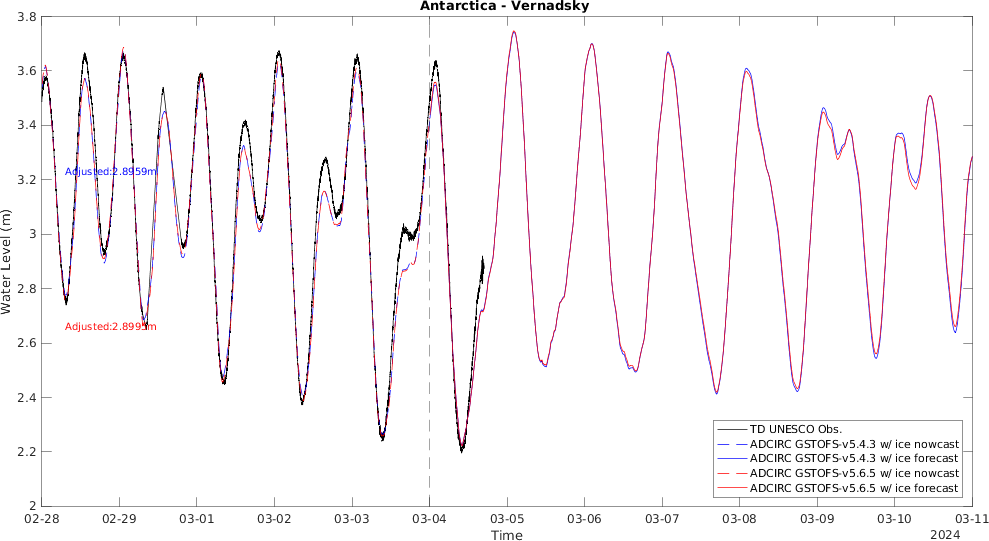 Antarctica - Vernadsky
3.8
3.6
3.4
3.2
3
2.8
2.6
2.4
2.2
2
Water Level (m)
Adjusted:2.8959m
Adjusted:2.8995m
TD UNESCO Obs.
ADCIRC GSTOFS-v5.4.3 w/ ice nowcast
ADCIRC GSTOFS-v5.4.3 w/ ice forecast
ADCIRC GSTOFS-v5.6.5 w/ ice nowcast
ADCIRC GSTOFS-v5.6.5 w/ ice forecast
02-28 02-29 03-01 03-02 03-03 03-04 03-05 03-06 03-07 03-08 03-09 03-10 03-11
Time
2024